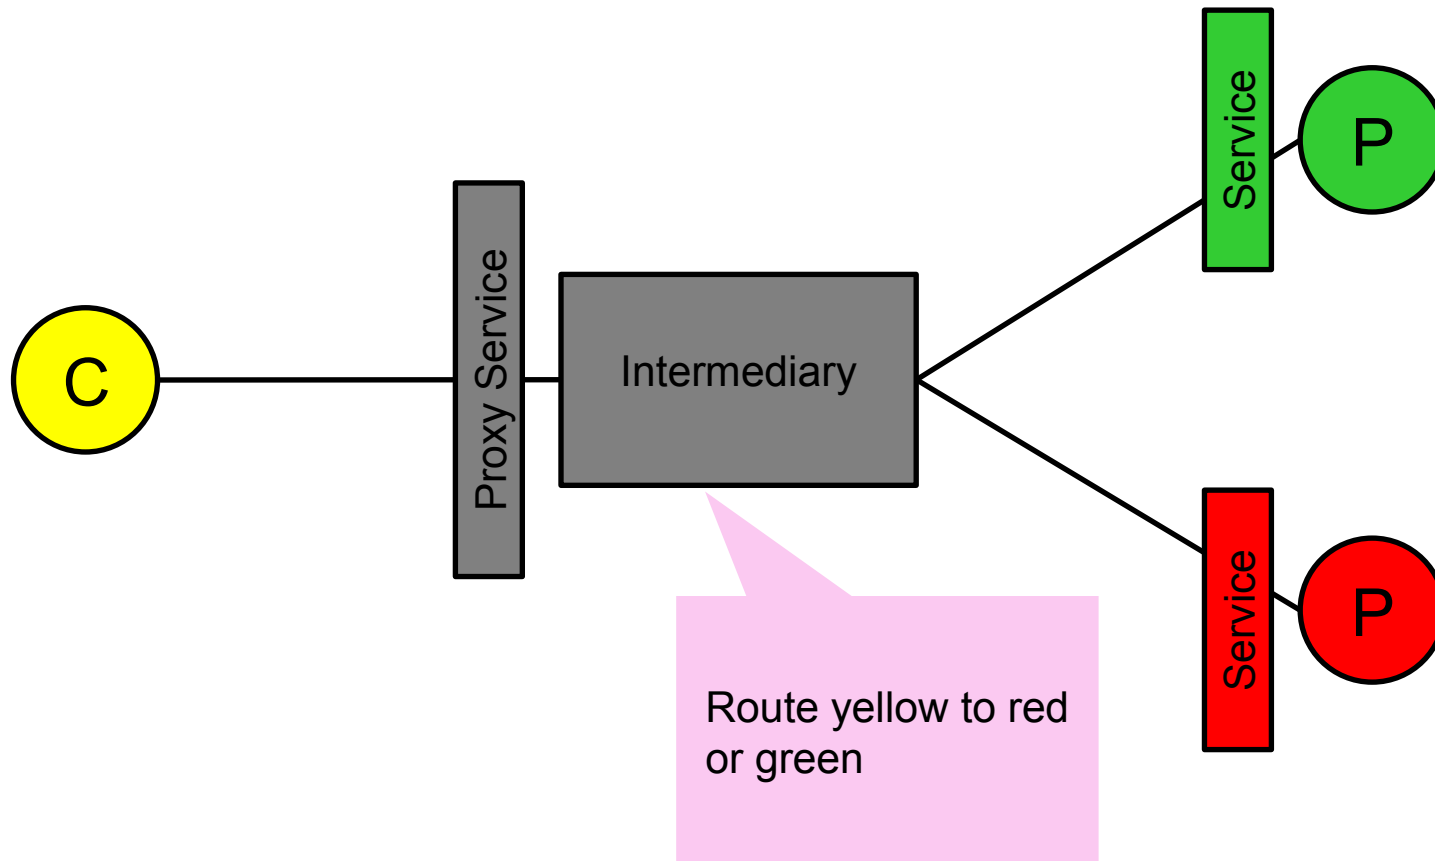 C
Proxy Service
Intermediary
Service
P
Service
P
Route yellow to red
or green